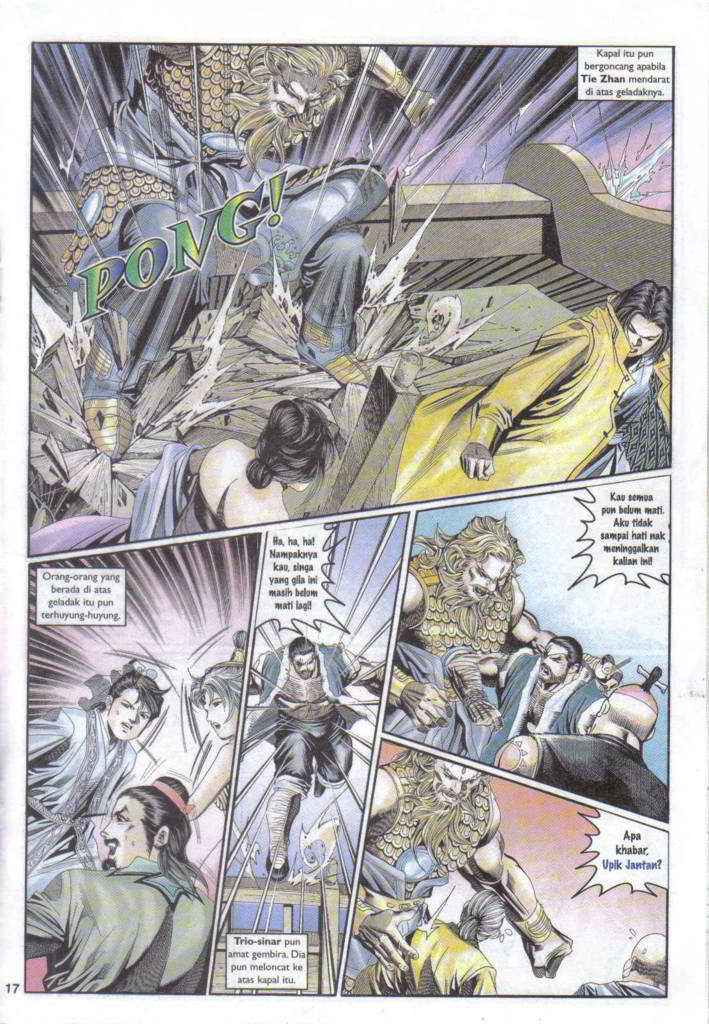 Kapal itu pun
bergoncang apabila
Tie Zhan mendarat
di atas geladaknya.
PONG!
Orang-orang yang
berada di atas
geladak itu pun
terhuyung-huyung.
Ha, ha, ha!
Nampaknya
kau, singa
yang gila ini
masih belum
mati lagi!
Trio-sinar pun
amat gembira. Dia
pun meloncat ke
atas kapal itu.
Kau semua
pun belum mati.
Aku tidak
sampai hati nak
meninggalkan
kalian ini!
Apa
khabar,
Upik Jantan?
17